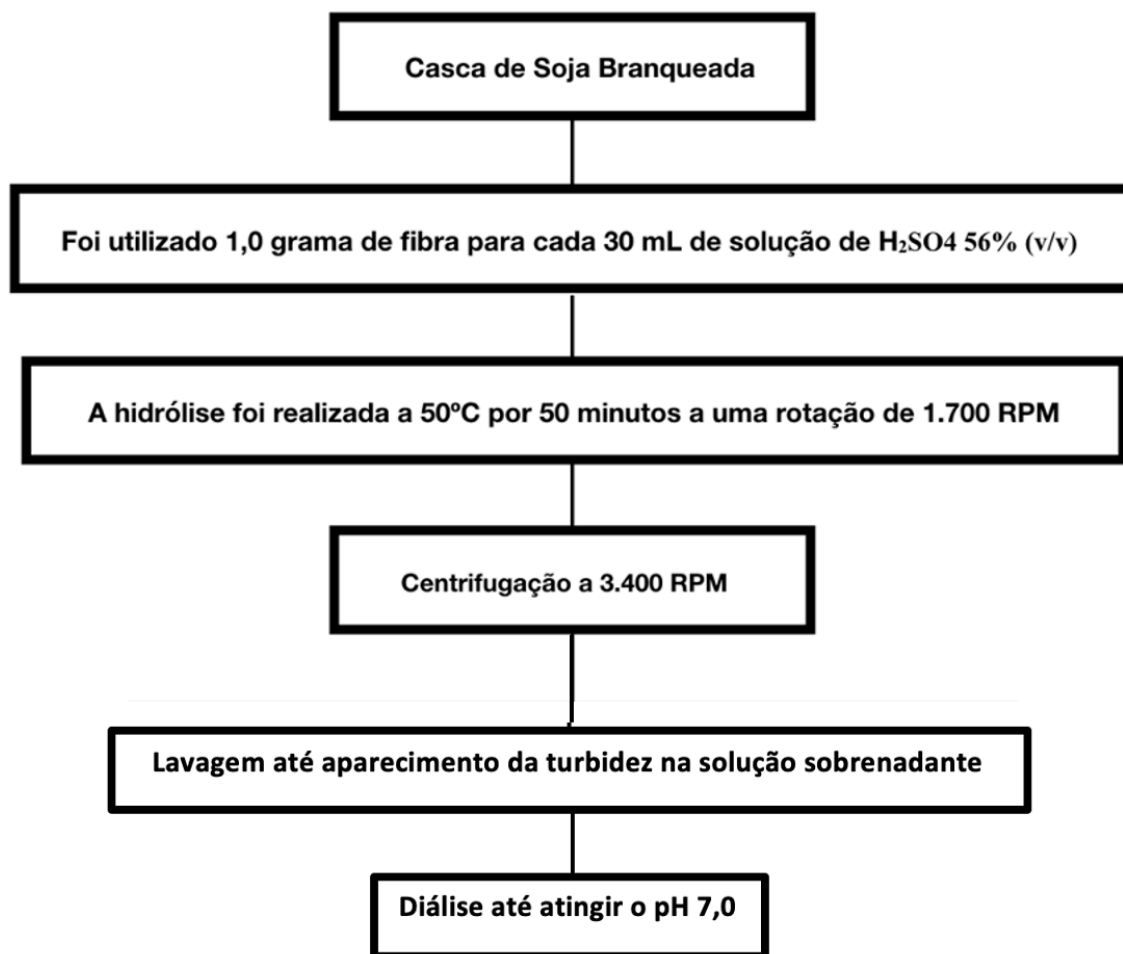 Casca de Soja Branqueada
Foi utilizado 1,0 grama de fibra para cada 30 mL de solução de H₂SO4 56% (v/v)
A hidrólise foi realizada a 50ºC por 50 minutos a uma rotação de 1.700 RPM
Centrifugação a 3.400 RPM
Lavagem até aparecimento da turbidez na solução sobrenadante
Diálise até atingir o pH 7,0